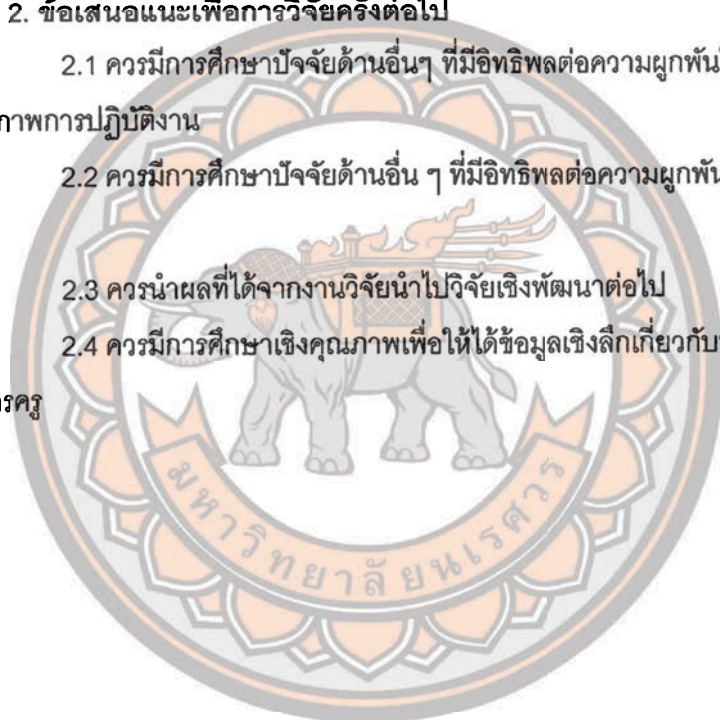 2. ข้อเสนอแนะเพื่อการวิจัยครั้งต่อไป
2.1 ควรมีการศึกษาปัจจัยด้านอื่นๆ ที่มีอิทธิพลต่อความผูกพัน
ภาพการปฏิบัติงาน
2.2 ควรมีการศึกษาปัจจัยด้านอื่น ๆ ที่มีอิทธิพลต่อความผูกพัน
2.3 ควรนำผลที่ได้จากงานวิจัยนำไปวิจัยเชิงพัฒนาต่อไป
2.4 ควรมีการศึกษาเชิงคุณภาพเพื่อให้ได้ข้อมูลเชิงลึกเกี่ยวกับ
รครู
มหาวิทยาลัยนเรศวร